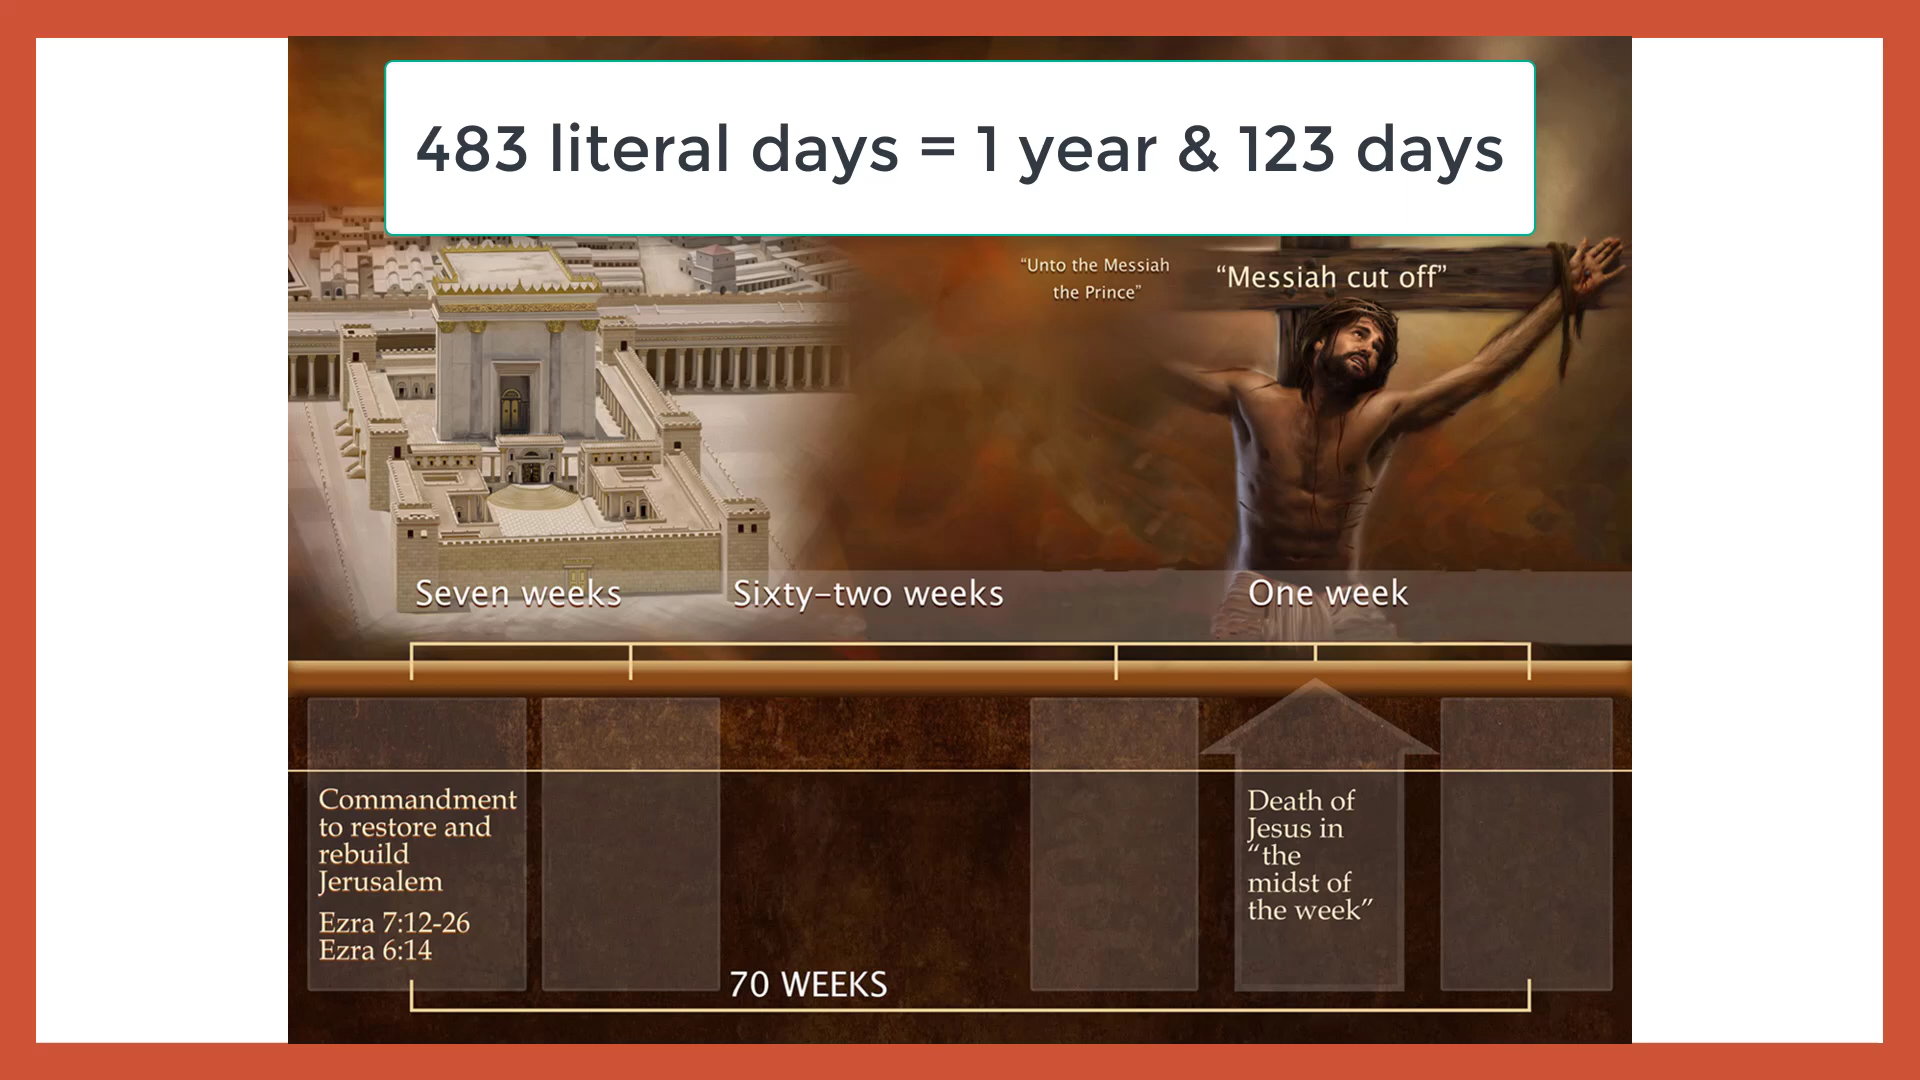 483 literal days = 1 year & 123 days
“Unto the Messiah
the Prince”
“Messiah cut off”
Seven weeks
Sixty-two weeks
One week
Commandment
to restore and
rebuild
Jerusalem
Ezra 7:12-26
Ezra 6:14
Death of
Jesus in
“the
midst of
the week”
70 WEEKS